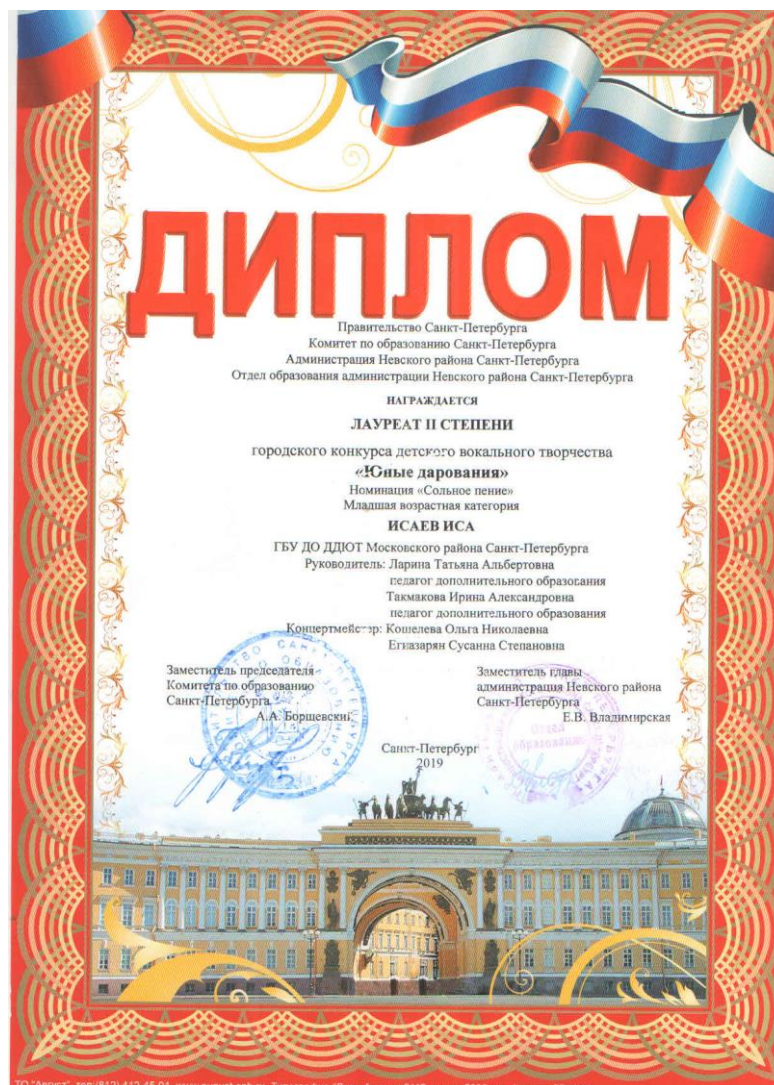 ДИПЛОМ
Правительство Санкт-Петербурга
Комитет по образованию Санкт-Петербурга
Администрация Невского района Санкт-Петербурга
Отдел образования администрации Невского района Санкт-Петербурга
НАГРАЖДАЕТСЯ
ЛАУРЕАТ II СТЕПЕНИ
городского конкурса детского вокального творчества
«Юные дарования»
Номинация «Сольное пение»
Младшая возрастная категория
ИСАЕВ ИСА
ГБУ ДО ДДЮТ Московского района Санкт-Петербурга
Руководитель: Ларина Татьяна Альбертовна
педагог дополнительного образования
Такмакова Ирина Александровна
педагог дополнительного образования
Концертмейстер: Кошелева Ольга Николаевна
Егиазарян Сусанна Степановна
Заместитель председателя
Комитета по образованию
Санкт-Петербурга
А.А. Борщевский
Заместитель главы
администрация Невского района
Санкт-Петербурга
Е.В. Владимирская
Отдел
образования
Санкт-Петербург
2019